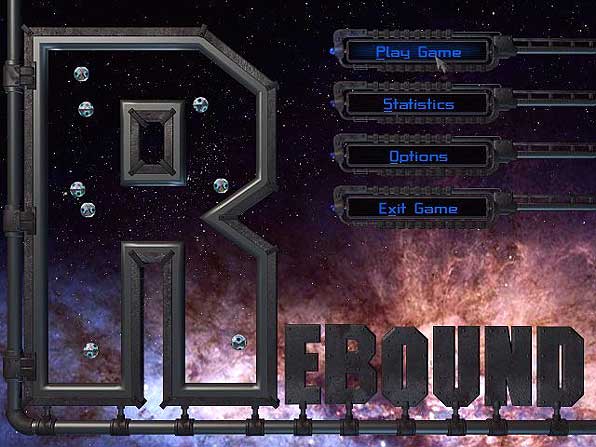 Play Game
Statistics
Options
Exit Game
REBOUND